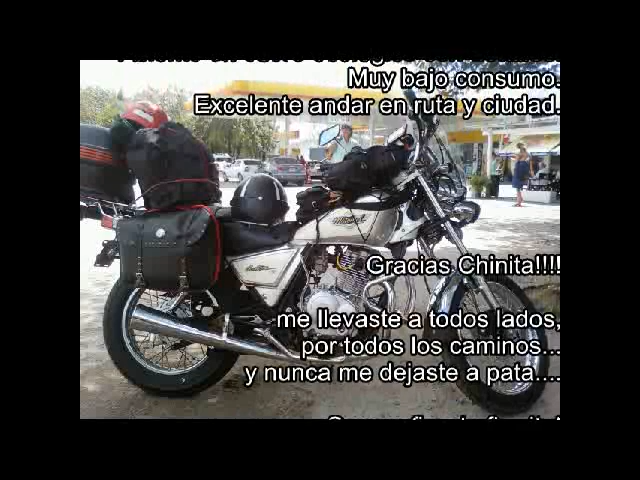 Muy bajo consumo.
Excelente andar en ruta y ciudad.
Gracias Chinita!!!!
me llevaste a todos lados,
por todos los caminos...
y nunca me dejaste a pata....